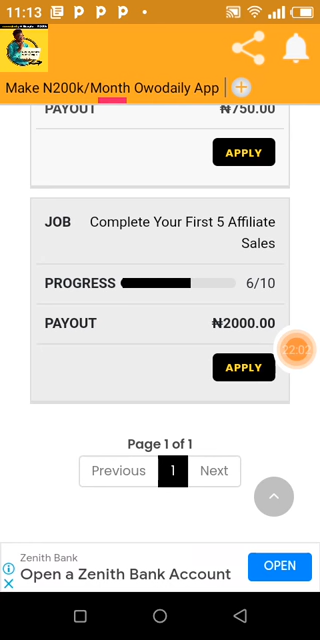 11:13
Make N200k/Month Owodaily App
PAYOUT ₦750.00
APPLY
JOB Complete Your First 5 Affiliate
Sales
PROGRESS 6/10
PAYOUT ₦2000.00
22:02
APPLY
Page 1 of 1
Previous 1 Next
Zenith Bank
Open a Zenith Bank Account
OPEN